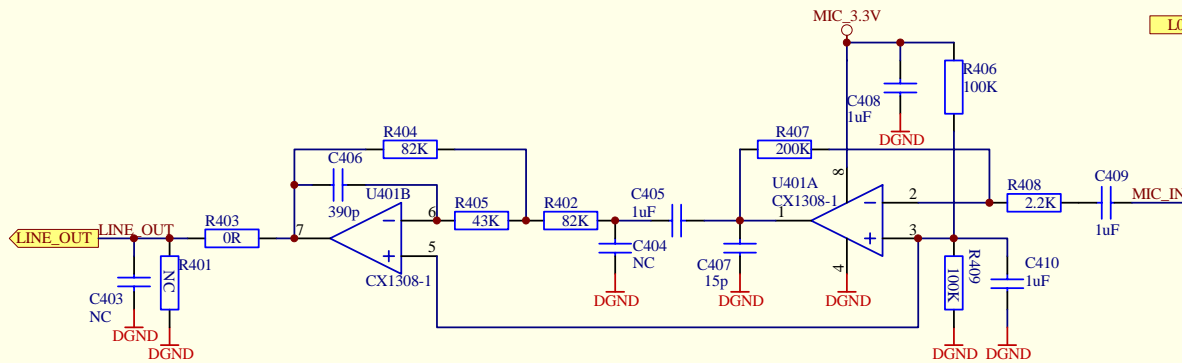 MIC_3.3V
R406
100K
C408
1uF
DGND
R404
82K
C406
390p
U401B
R407
200K
C405
1uF
U401A
CX1308-1
8
2
R408
2.2K
C409
1uF
MIC_IN
R403
0R
7
6
R405
43K
R402
82K
1
LINE_OUT
LINE_OUT
5
CX1308-1
3
R401
NC
C403
NC
DGND
DGND
C404
NC
DGND
C407
15p
DGND
4
DGND
R409
100K
C410
1uF
DGND
DGND